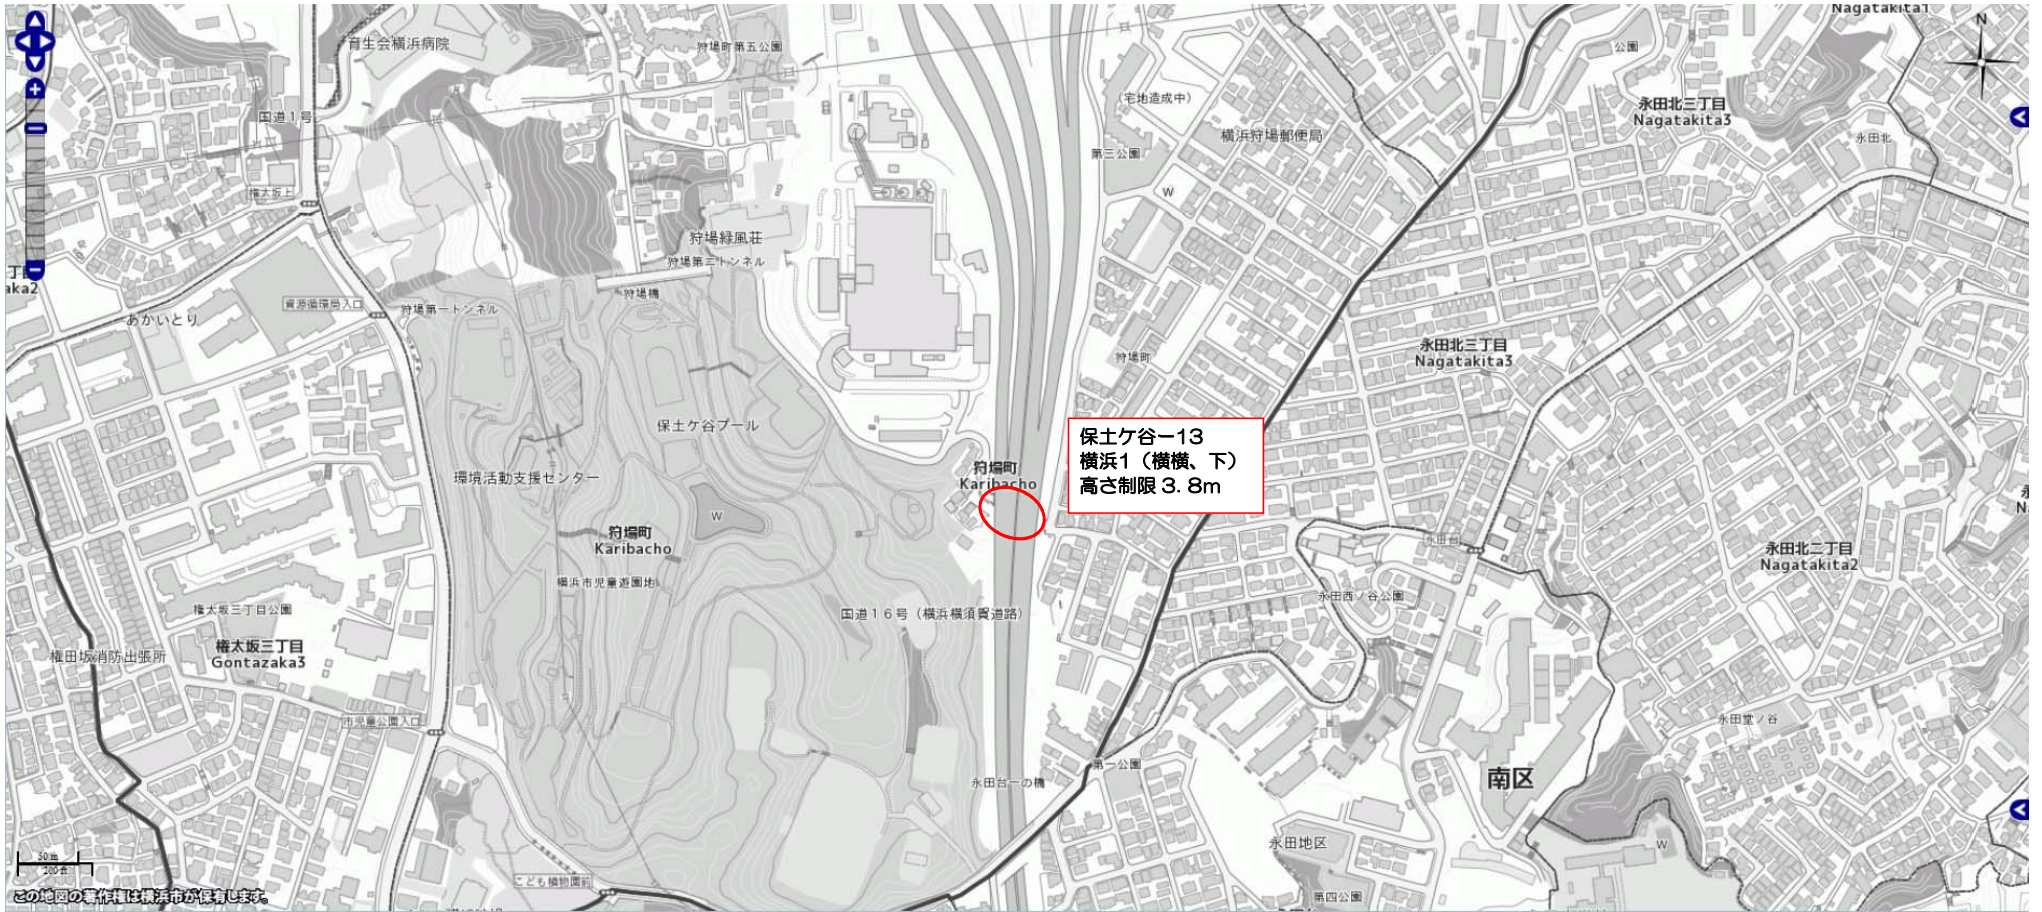 Nagatakita1
N
育生会横浜病院
狩場町第五公園
公園
(宅地造成中)
永田北三丁目
Nagatakita3
国道1号
横浜狩場郵便局
永田北
第三公園
権太坂上
W
狩場緑風荘
狩場第二トンネル
aka2
狩場橋
資源循環局入口
狩場第一トンネル
あかいとり
永田北三丁目
Nagatakita3
狩場町
保土ケ谷プール
保土ケ谷ー13
横浜1(横横、下)
高さ制限3.8m
狩場町
Karibacho
環境活動支援センター
W
狩場町
Karibacho
永田台
永田北二丁目
Nagatakita2
横浜市児童遊園地
永田西ノ谷公園
権太坂三丁目公園
国道16号(横浜横須賀道路)
権太坂三丁目
Gontazaka3
権田坂消防出張所
市児童公園入口
永田堂ノ谷
第一公園
永田台一の橋
南区
永田地区
W
50 m
200 ft
こども植物園前
第四公園
この地図の著作権は横浜市が保有します。